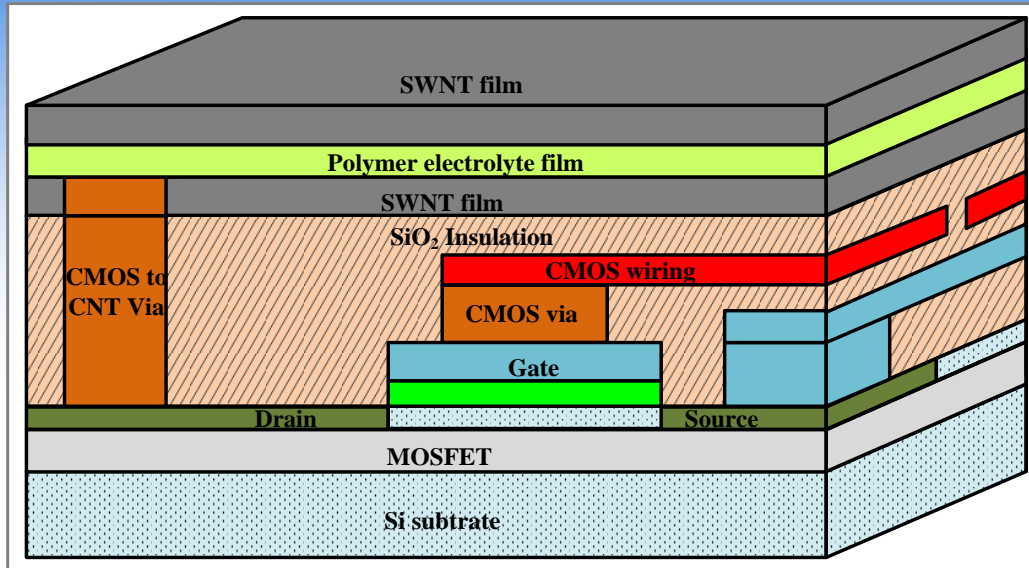 SWNT film
Polymer electrolyte film
SWNT film
SiO₂ Insulation
CMOS to
CNT Via
CMOS wiring
CMOS via
Gate
Drain
Source
MOSFET
Si subtrate